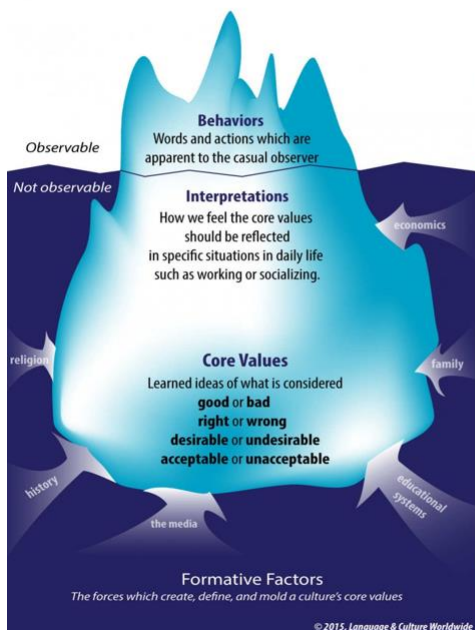 Behaviors
Words and actions which are
apparent to the casual observer
Observable
Not observable
Interpretations
How we feel the core values
should be reflected
in specific situations in daily life
such as working or socializing.
economics
religion
family
Core Values
Learned ideas of what is considered
good or bad
right or wrong
desirable or undesirable
acceptable or unacceptable
history
the media
educational
systems
Formative Factors
The forces which create, define, and mold a culture's core values
© 2015, Language & Culture Worldwide